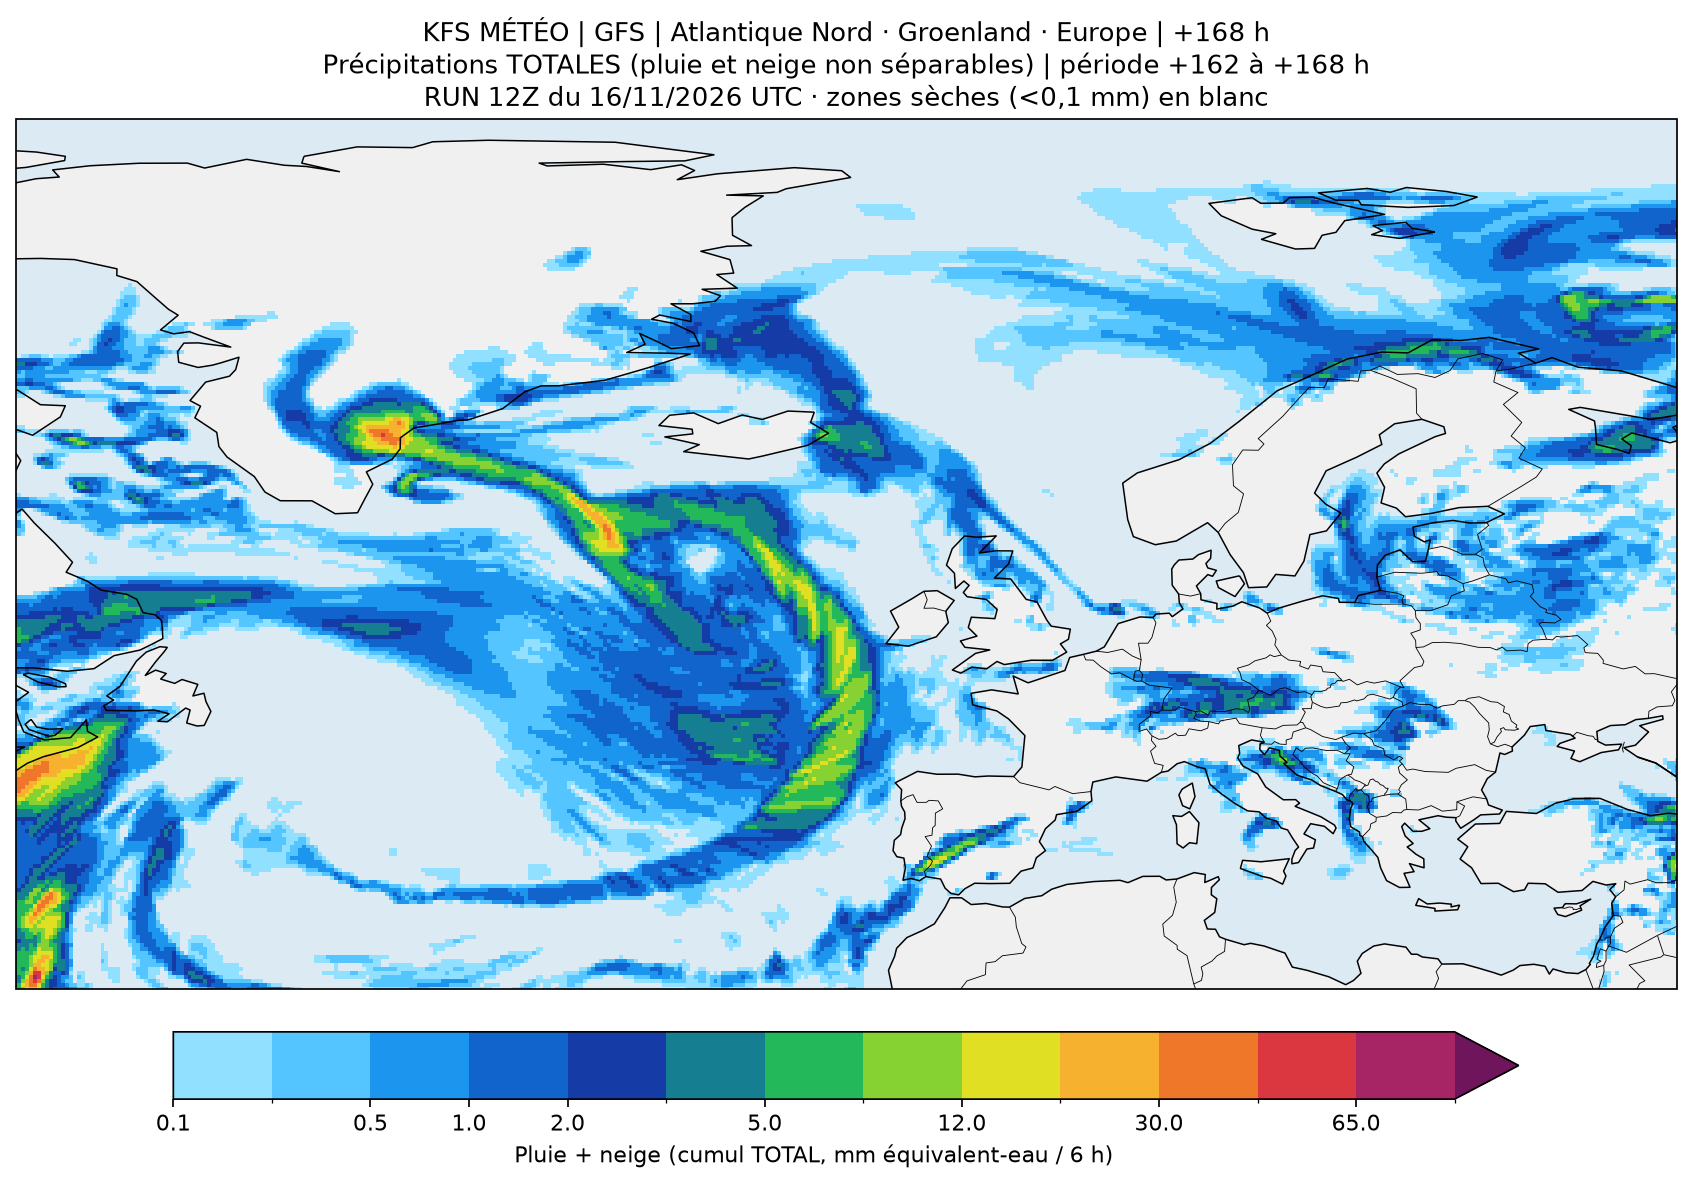 KFS MÉTÉO | GFS | Atlantique Nord · Groenland · Europe | +168 h
Précipitations TOTALES (pluie et neige non séparables) | période +162 à +168 h
RUN 12Z du 16/11/2026 UTC · zones sèches (<0,1 mm) en blanc
0.1 0.5 1.0 2.0 5.0 12.0 30.0 65.0
Pluie + neige (cumul TOTAL, mm équivalent-eau / 6 h)